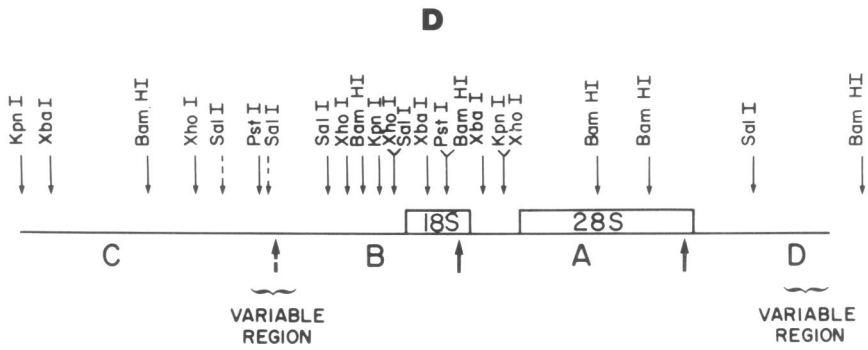 D
Kpn I
Xba I
Bam HI
Xho I
Sal I
Pst I
Sal I
Sal I
Xho I
Bam HI
Kpn I
Xho I
Sal I
Xba I
Pst I
Bam HI
Xba I
Kpn I
Xho I
Bam HI
Bam HI
Sal I
Bam HI
18S
28S
C
B
A
D
VARIABLE
REGION
VARIABLE
REGION